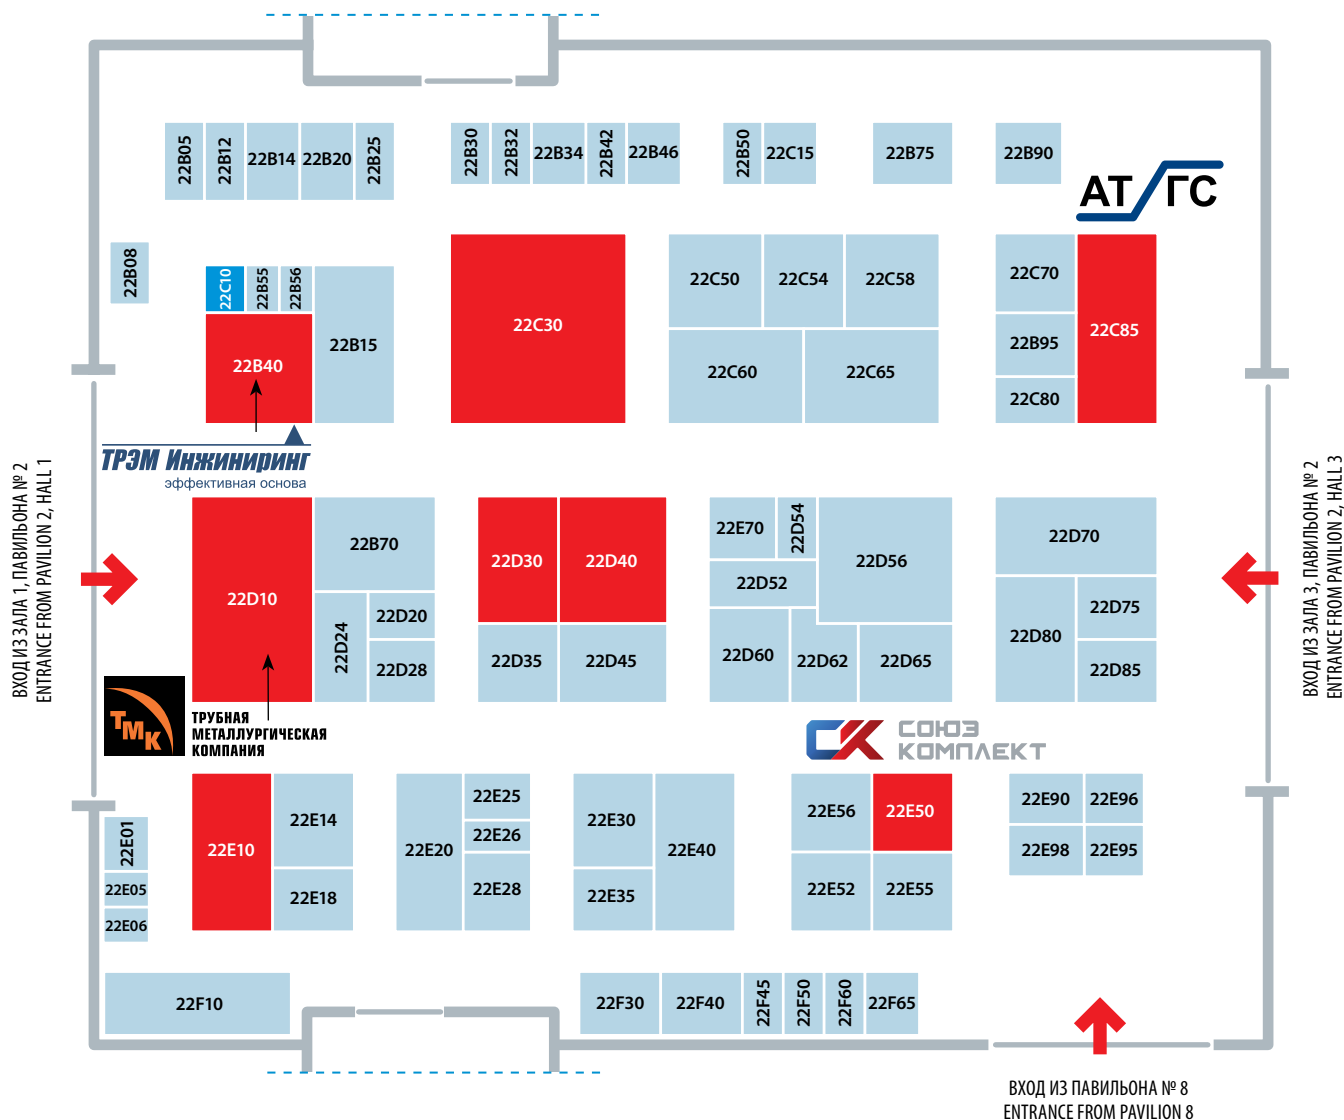 22B05
22B12
22B14
22B20
22B25
22B30
22B32
22B34
22B42
22B46
22B50
22C15
22B75
22B90
АТ ГС
22B08
22C10
22B55
22B56
22B15
22B40
22C30
22C50
22C54
22C58
22C60
22C65
22C70
22B95
22C80
22C85
ТРЭМ Инжиниринг
эффективная основа
ВХОД ИЗ ЗАЛА 1, ПАВИЛЬОНА № 2
ENTRANCE FROM PAVILION 2, HALL 1
ВХОД ИЗ ЗАЛА 3, ПАВИЛЬОНА № 2
ENTRANCE FROM PAVILION 2, HALL 3
22D10
22B70
22D24
22D20
22D28
22D30
22D40
22D35
22D45
22E70
22D54
22D56
22D52
22D60
22D62
22D65
22D70
22D80
22D75
22D85
ТМК
ТРУБНАЯ
МЕТАЛЛУРГИЧЕСКАЯ
КОМПАНИЯ
СК
СОЮЗ
КОМПЛЕКТ
22E01
22E05
22E06
22E10
22E14
22E18
22E20
22E25
22E26
22E28
22E30
22E35
22E40
22E56
22E50
22E52
22E55
22E90
22E96
22E98
22E95
22F10
22F30
22F40
22F45
22F50
22F60
22F65
ВХОД ИЗ ПАВИЛЬОНА № 8
ENTRANCE FROM PAVILION 8